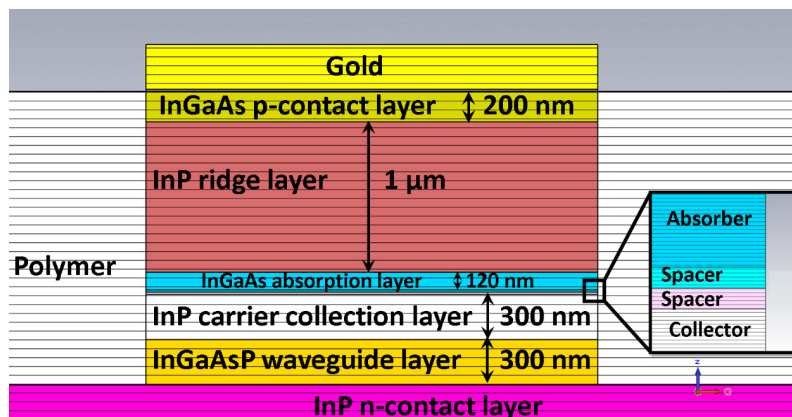 Gold
InGaAs p-contact layer 200 nm
InP ridge layer 1 µm
Absorber
Polymer
InGaAs absorption layer 120 nm
Spacer
Spacer
InP carrier collection layer 300 nm
Collector
InGaAsP waveguide layer 300 nm
z
InP n-contact layer